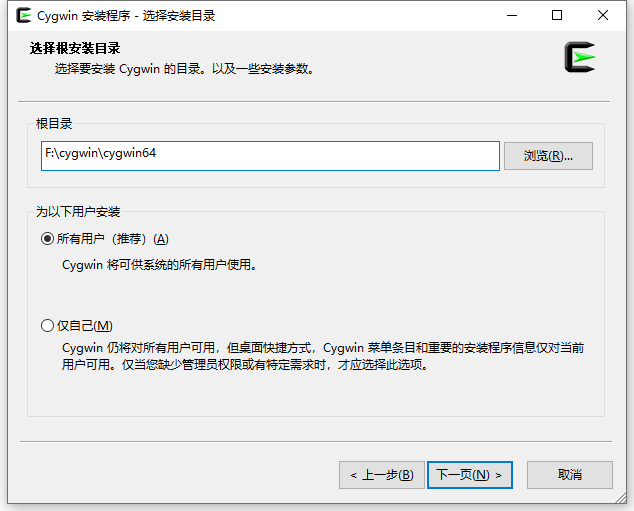 Cygwin 安装程序 - 选择安装目录
选择根安装目录
选择要安装 Cygwin 的目录。以及一些安装参数。
根目录
F:\cygwin\cygwin64
浏览(R)...
为以下用户安装
所有用户（推荐）(A)
Cygwin 将可供系统的所有用户使用。
仅自己(M)
Cygwin 仍将对所有用户可用，但桌面快捷方式，Cygwin 菜单条目和重要的安装程序信息仅对当前
用户可用。仅当您缺少管理员权限或有特定需求时，才应选择此选项。
< 上一步(B)
下一页(N) >
取消